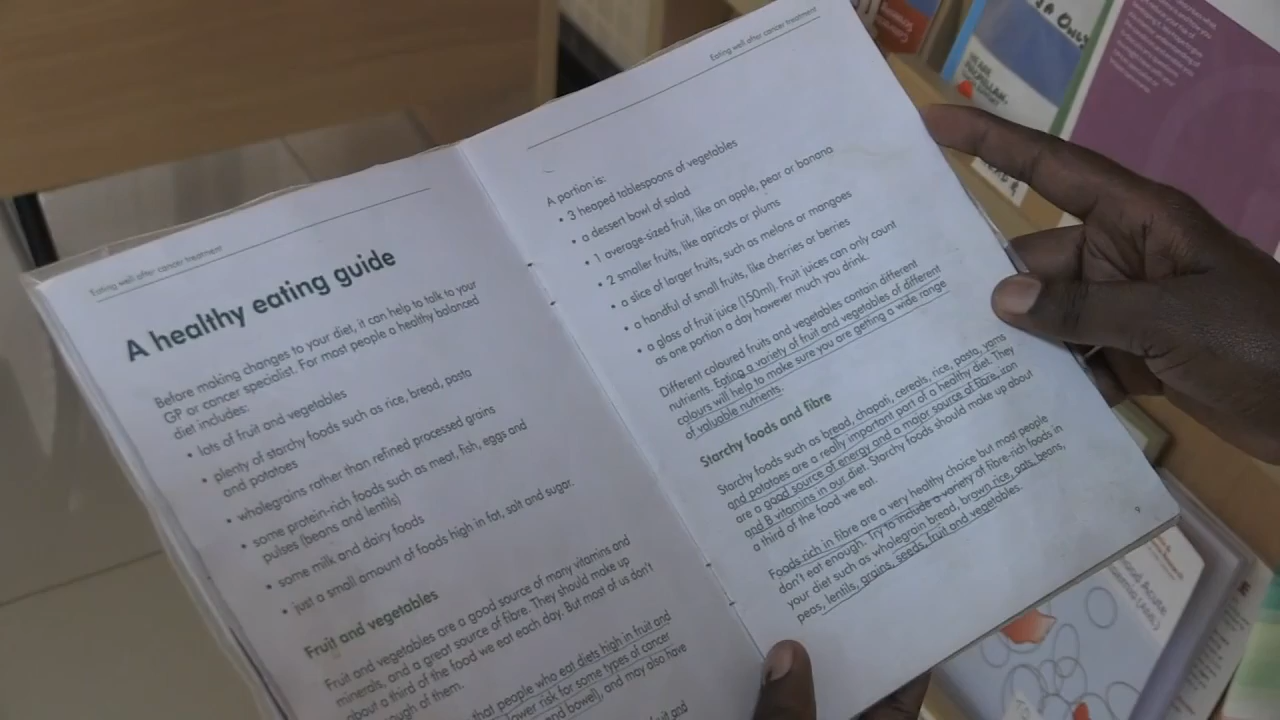 Eating well after cancer treatment
A healthy eating guide
Before making changes to your diet, it can help to talk to your
GP or cancer specialist. For most people a healthy balanced
diet includes:
• lots of fruit and vegetables
• plenty of starchy foods such as rice, bread, pasta
and potatoes
• wholegrains rather than refined processed grains
• some protein-rich foods such as meat, fish, eggs and
pulses (beans and lentils)
• some milk and dairy foods
• just a small amount of foods high in fat, salt and sugar.
Fruit and vegetables
Fruit and vegetables are a good source of many vitamins and
minerals, and a great source of fibre. They should make up
about a third of the food we eat each day. But most of us don't
of them.
that people who eat diets high in fruit and
lower risk for some types of cancer
and bowel), and may also have
fruit and
Eating well after cancer treatment
A portion is:
• 3 heaped tablespoons of vegetables
• a dessert bowl of salad
• 1 average-sized fruit, like an apple, pear or banana
• 2 smaller fruits, like apricots or plums
• a slice of larger fruits, such as melons or mangoes
• a handful of small fruits, like cherries or berries
• a glass of fruit juice (150ml). Fruit juices can only count
as one portion a day however much you drink.
Different coloured fruits and vegetables contain different
nutrients. Eating a variety of fruit and vegetables of different
colours will help to make sure you are getting a wide range
of valuable nutrients.
Starchy foods and fibre
Starchy foods such as bread, chapati, cereals, rice, pasta, yams
and potatoes are a really important part of a healthy diet. They
are a good source of energy and a major source of fibre, iron
and B vitamins in our diet. Starchy foods should make up about
a third of the food we eat.
Foods rich in fibre are a very healthy choice but most people
don't eat enough. Try to include a variety of fibre-rich foods in
your diet such as wholegrain bread, brown rice, oats, beans,
peas, lentils, grains, seeds, fruit and vegetables.
9
ONLY
WE ARE
MACMILLAN.